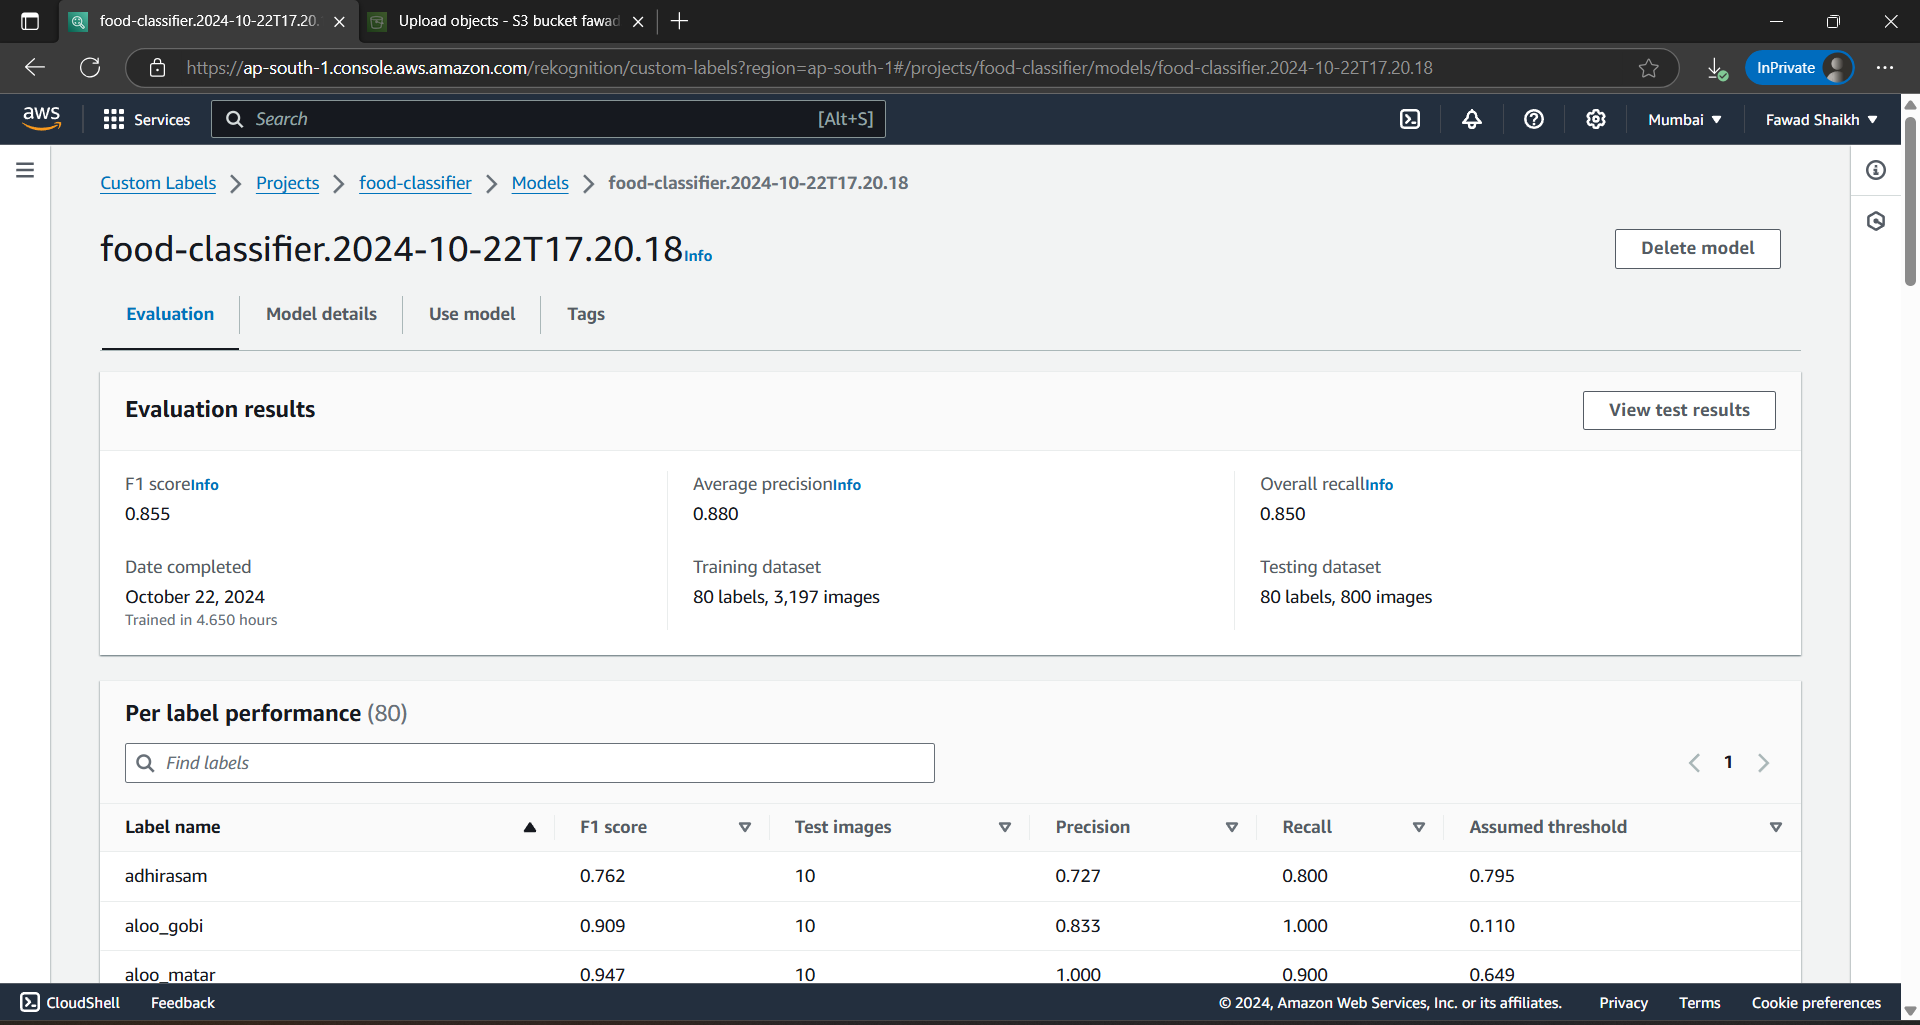 food-classifier.2024-10-22T17.20.
Upload objects - S3 bucket fawad
https://ap-south-1.console.aws.amazon.com/rekognition/custom-labels?region=ap-south-1#/projects/food-classifier/models/food-classifier.2024-10-22T17.20.18
InPrivate
aws
Services
Search
[Alt+S]
Mumbai
Fawad Shaikh
Custom Labels
Projects
food-classifier
Models
food-classifier.2024-10-22T17.20.18
food-classifier.2024-10-22T17.20.18 Info
Delete model
Evaluation
Model details
Use model
Tags
Evaluation results
View test results
F1 score Info
0.855
Average precision Info
0.880
Overall recall Info
0.850
Date completed
October 22, 2024
Trained in 4.650 hours
Training dataset
80 labels, 3,197 images
Testing dataset
80 labels, 800 images
Per label performance (80)
Find labels
1
Label name F1 score Test images Precision Recall Assumed threshold
adhirasam 0.762 10 0.727 0.800 0.795
aloo_gobi 0.909 10 0.833 1.000 0.110
aloo_matar 0.947 10 1.000 0.900 0.649
CloudShell
Feedback
© 2024, Amazon Web Services, Inc. or its affiliates.
Privacy
Terms
Cookie preferences